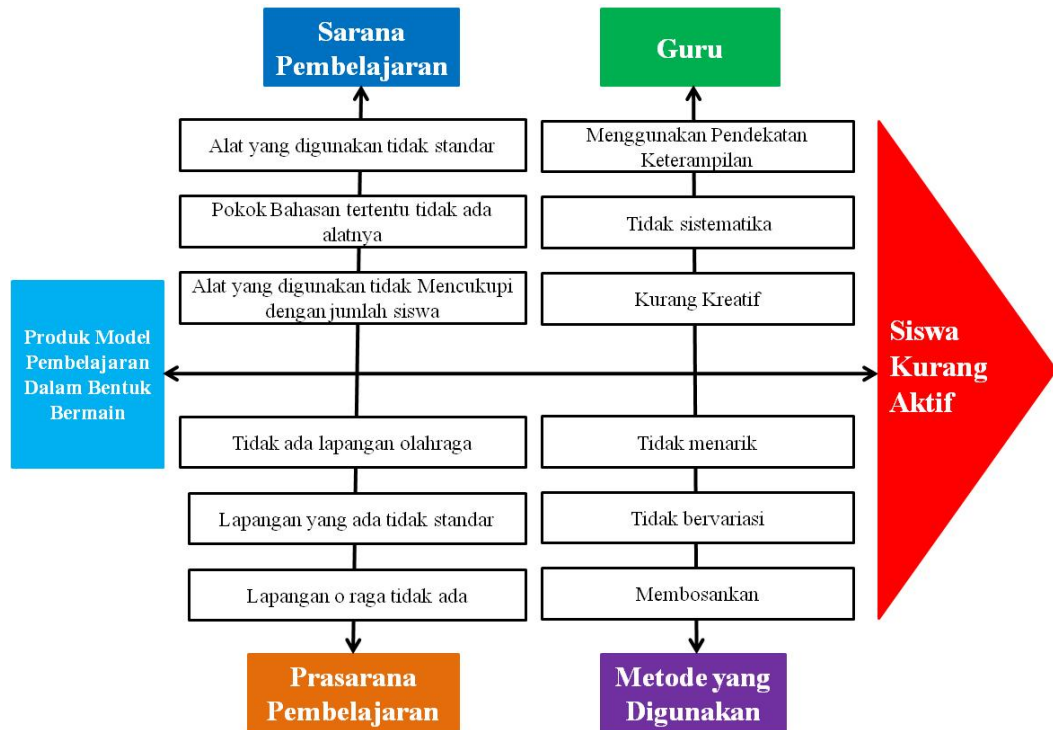 Sarana
Pembelajaran
Guru
Alat yang digunakan tidak standar
Menggunakan Pendekatan
Keterampilan
Pokok Bahasan tertentu tidak ada
alatnya
Tidak sistematika
Alat yang digunakan tidak Mencukupi
dengan jumlah siswa
Kurang Kreatif
Produk Model
Pembelajaran
Dalam Bentuk
Bermain
Siswa
Kurang
Aktif
Tidak ada lapangan olahraga
Tidak menarik
Lapangan yang ada tidak standar
Tidak bervariasi
Lapangan o raga tidak ada
Membosankan
Prasarana
Pembelajaran
Metode yang
Digunakan